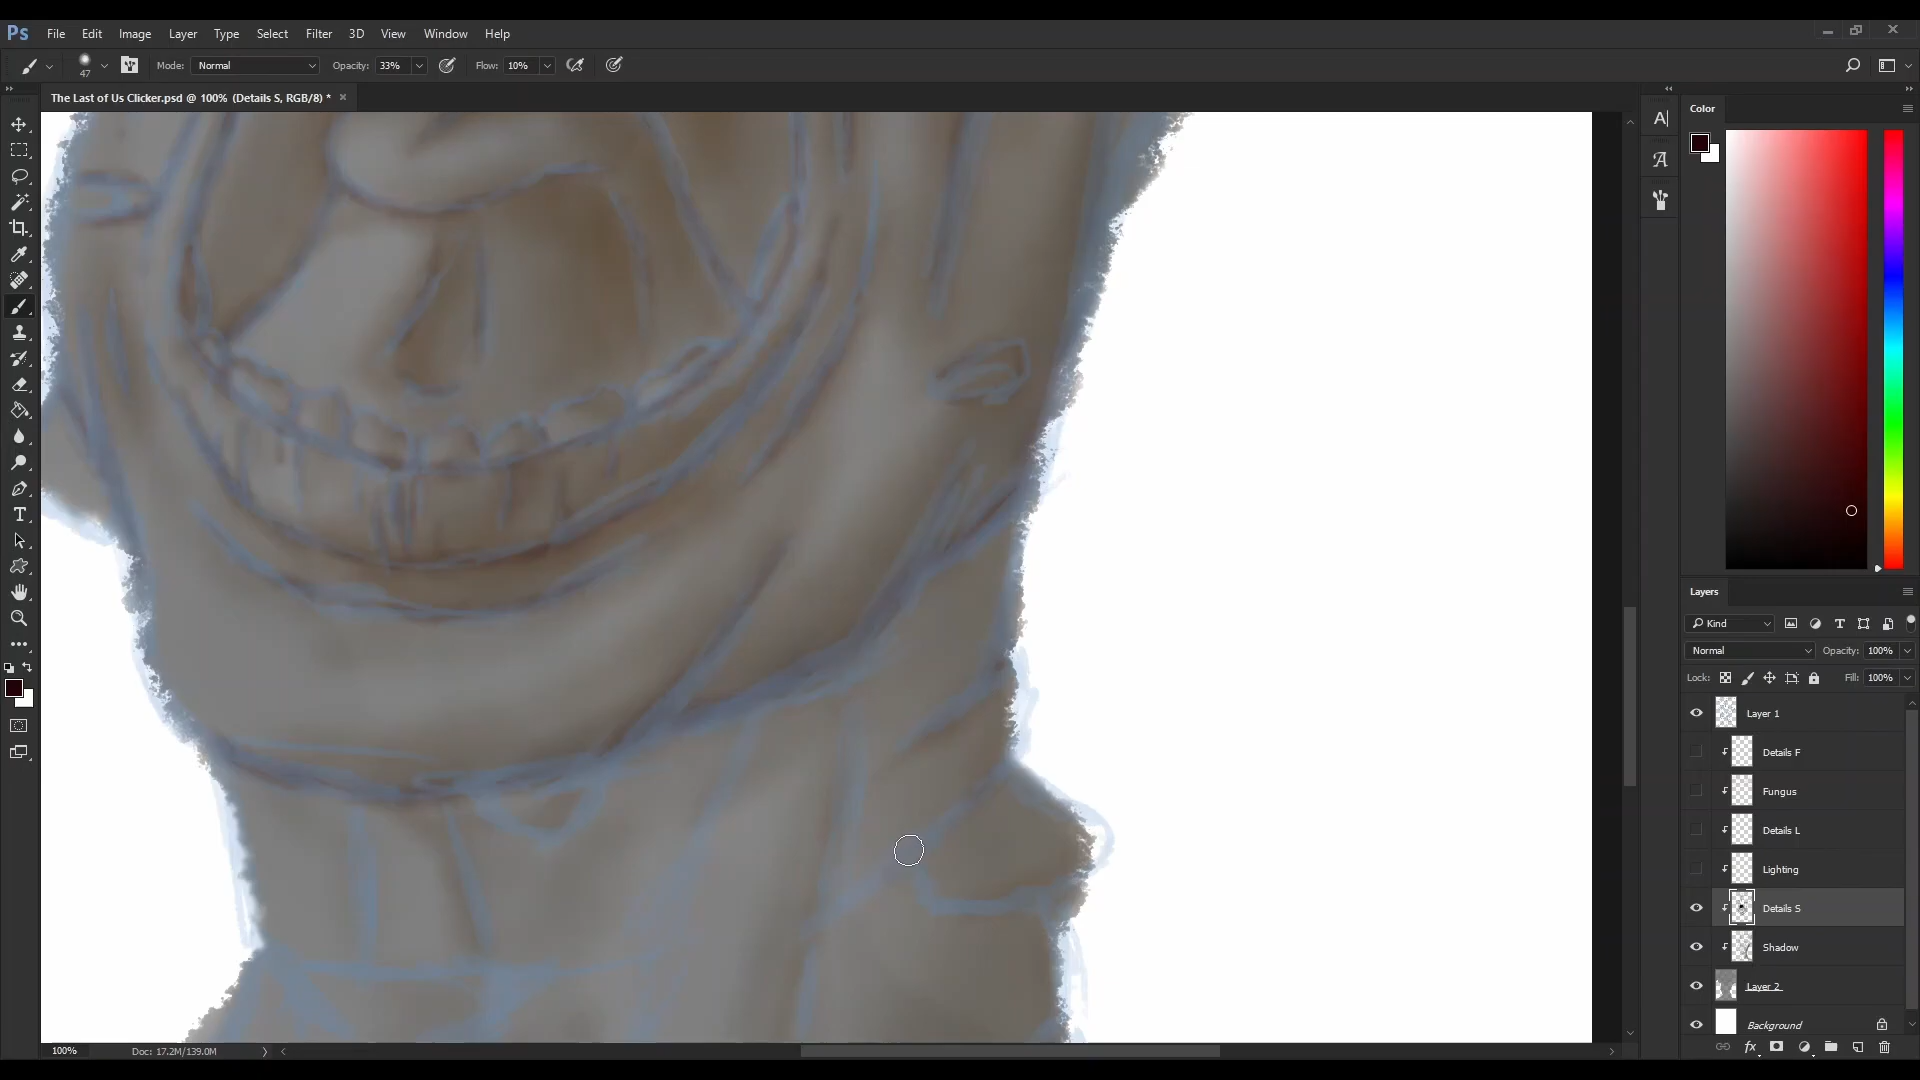 Ps File Edit Image Layer Type Select Filter 3D View Window Help
47 Mode: Normal Opacity: 33% Flow: 10%
The Last of Us Clicker.psd @ 100% (Details S, RGB/8) *
Color
Layers
Kind
Normal Opacity: 100%
Lock: Fill: 100%
Layer 1
Details F
Fungus
Details L
Lighting
Details S
Shadow
Layer 2
Background
100% Doc: 17.2M/139.0M